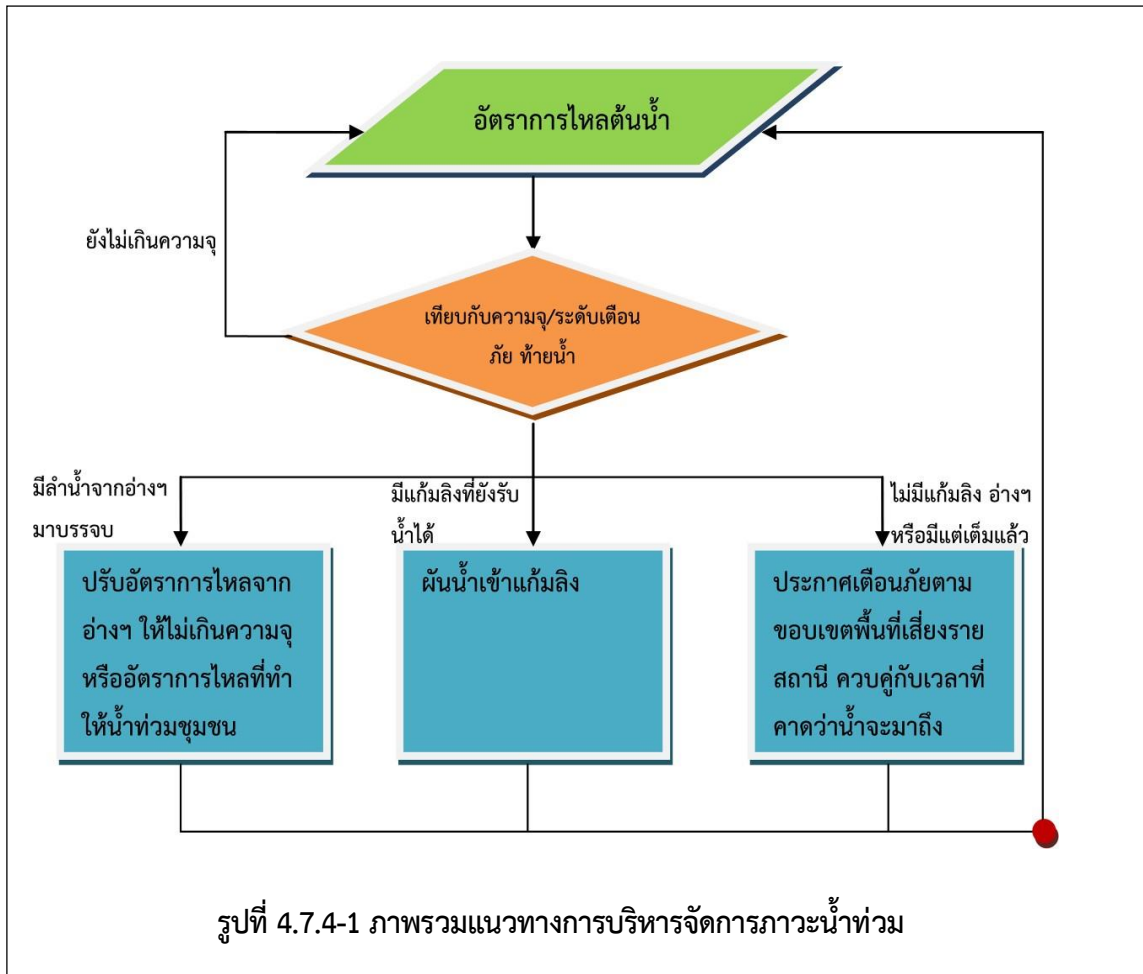 อัตราการไหลต้นน้ำ
ยังไม่เกินความจุ
เทียบกับความจุ/ระดับเตือน
ภัย ท้ายน้ำ
มีลำน้ำจากอ่างฯ
มาบรรจบ
มีแก้มลิงที่ยังรับ
น้ำได้
ไม่มีแก้มลิง อ่างฯ
หรือมีแต่เต็มแล้ว
ปรับอัตราการไหลจาก
อ่างฯ ให้ไม่เกินความจุ
หรืออัตราการไหลที่ทำ
ให้น้ำท่วมชุมชน
ผันน้ำเข้าแก้มลิง
ประกาศเตือนภัยตาม
ขอบเขตพื้นที่เสี่ยงราย
สถานี ควบคู่กับเวลาที่
คาดว่าน้ำจะมาถึง
รูปที่ 4.7.4-1 ภาพรวมแนวทางการบริหารจัดการภาวะน้ำท่วม